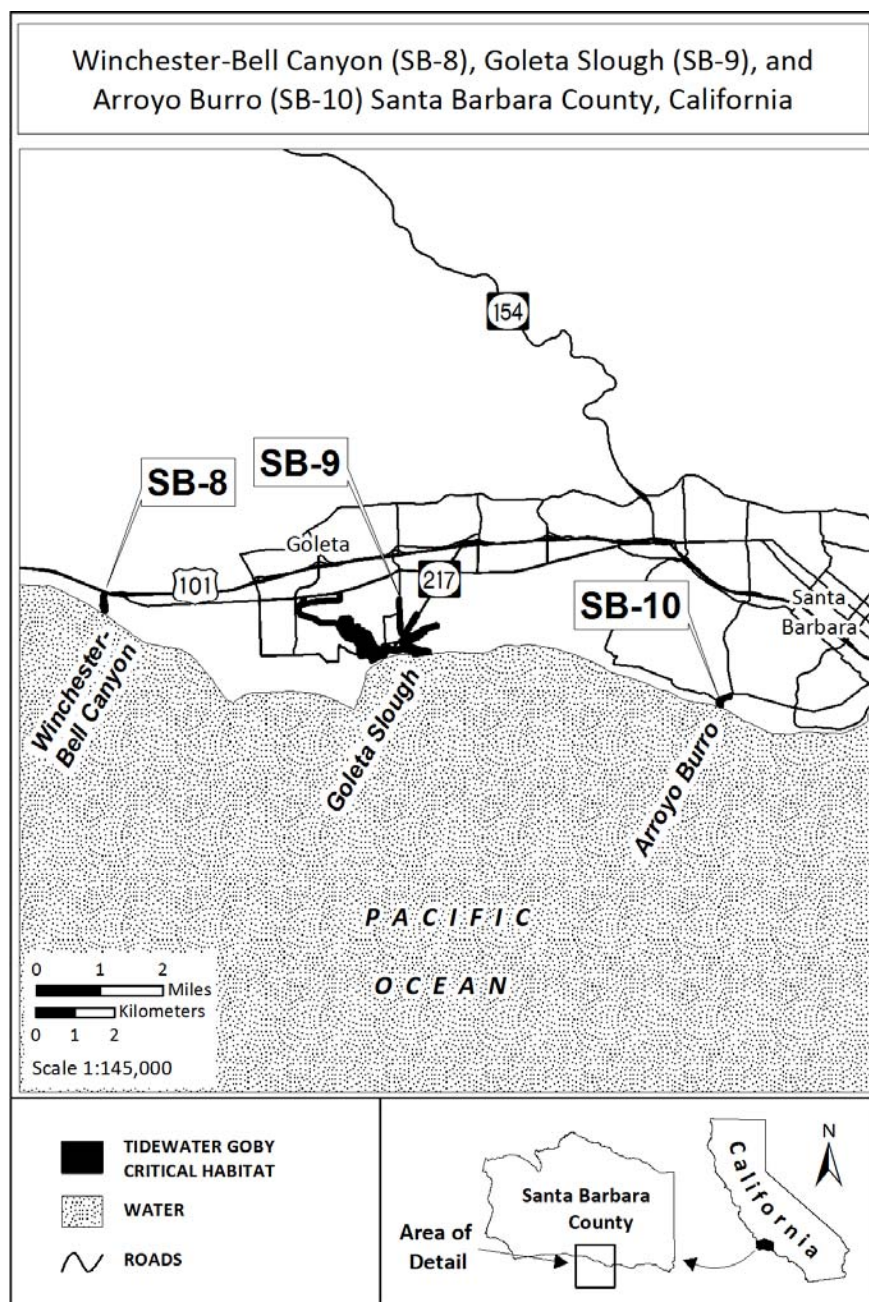 Winchester-Bell Canyon (SB-8), Goleta Slough (SB-9), and
Arroyo Burro (SB-10) Santa Barbara County, California
154
SB-9
SB-8
Goleta
101
217
SB-10
Santa
Barbara
Winchester-
Bell Canyon
Goleta Slough
Arroyo Burro
PACIFIC
OCEAN
0 1 2
Miles
Kilometers
0 1 2
Scale 1:145,000
TIDEWATER GOBY
CRITICAL HABITAT
WATER
ROADS
Santa Barbara
County
Area of
Detail
California
N